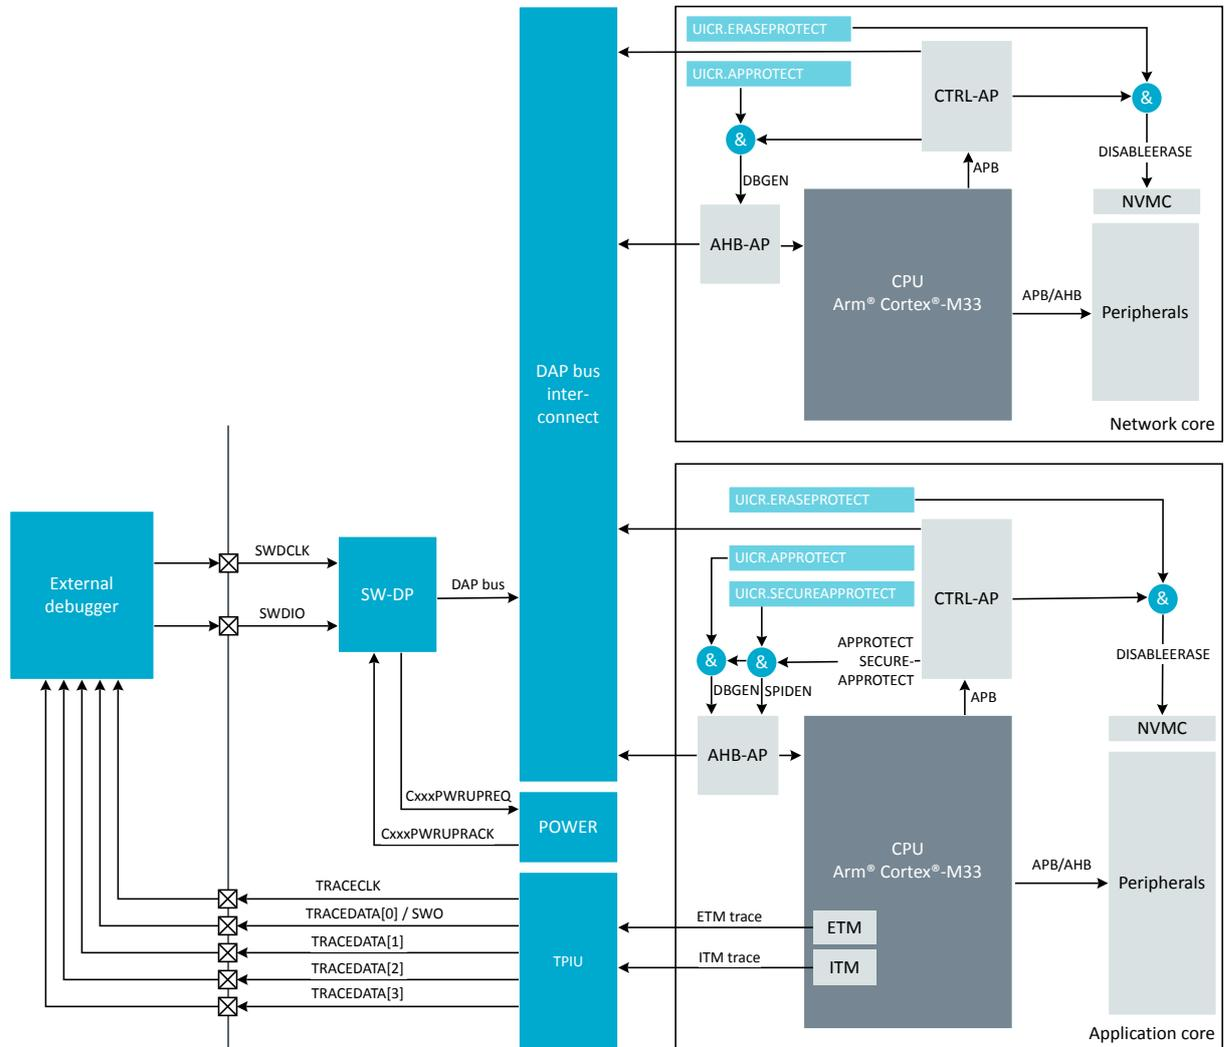 UICR.ERASEPROTECT
UICR.APPROTECT
CTRL-AP
&
&
DISABLEERASE
APB
DBGEN
NVMC
AHB-AP
CPU
Arm® Cortex®-M33
APB/AHB
Peripherals
Network core
DAP bus
inter-
connect
UICR.ERASEPROTECT
UICR.APPROTECT
UICR.SECUREAPPROTECT
CTRL-AP
&
APPROTECT
SECURE-
APPROTECT
&
&
DISABLEERASE
DBGEN
SPIDEN
APB
NVMC
AHB-AP
CPU
Arm® Cortex®-M33
APB/AHB
Peripherals
ETM
ITM
Application core
External
debugger
SWDCLK
SWDIO
SW-DP
DAP bus
CxxxPWRUPREQ
CxxxPWRUPRACK
POWER
TRACECLK
TRACEDATA[0] / SWO
TRACEDATA[1]
TRACEDATA[2]
TRACEDATA[3]
TPIU
ETM trace
ITM trace